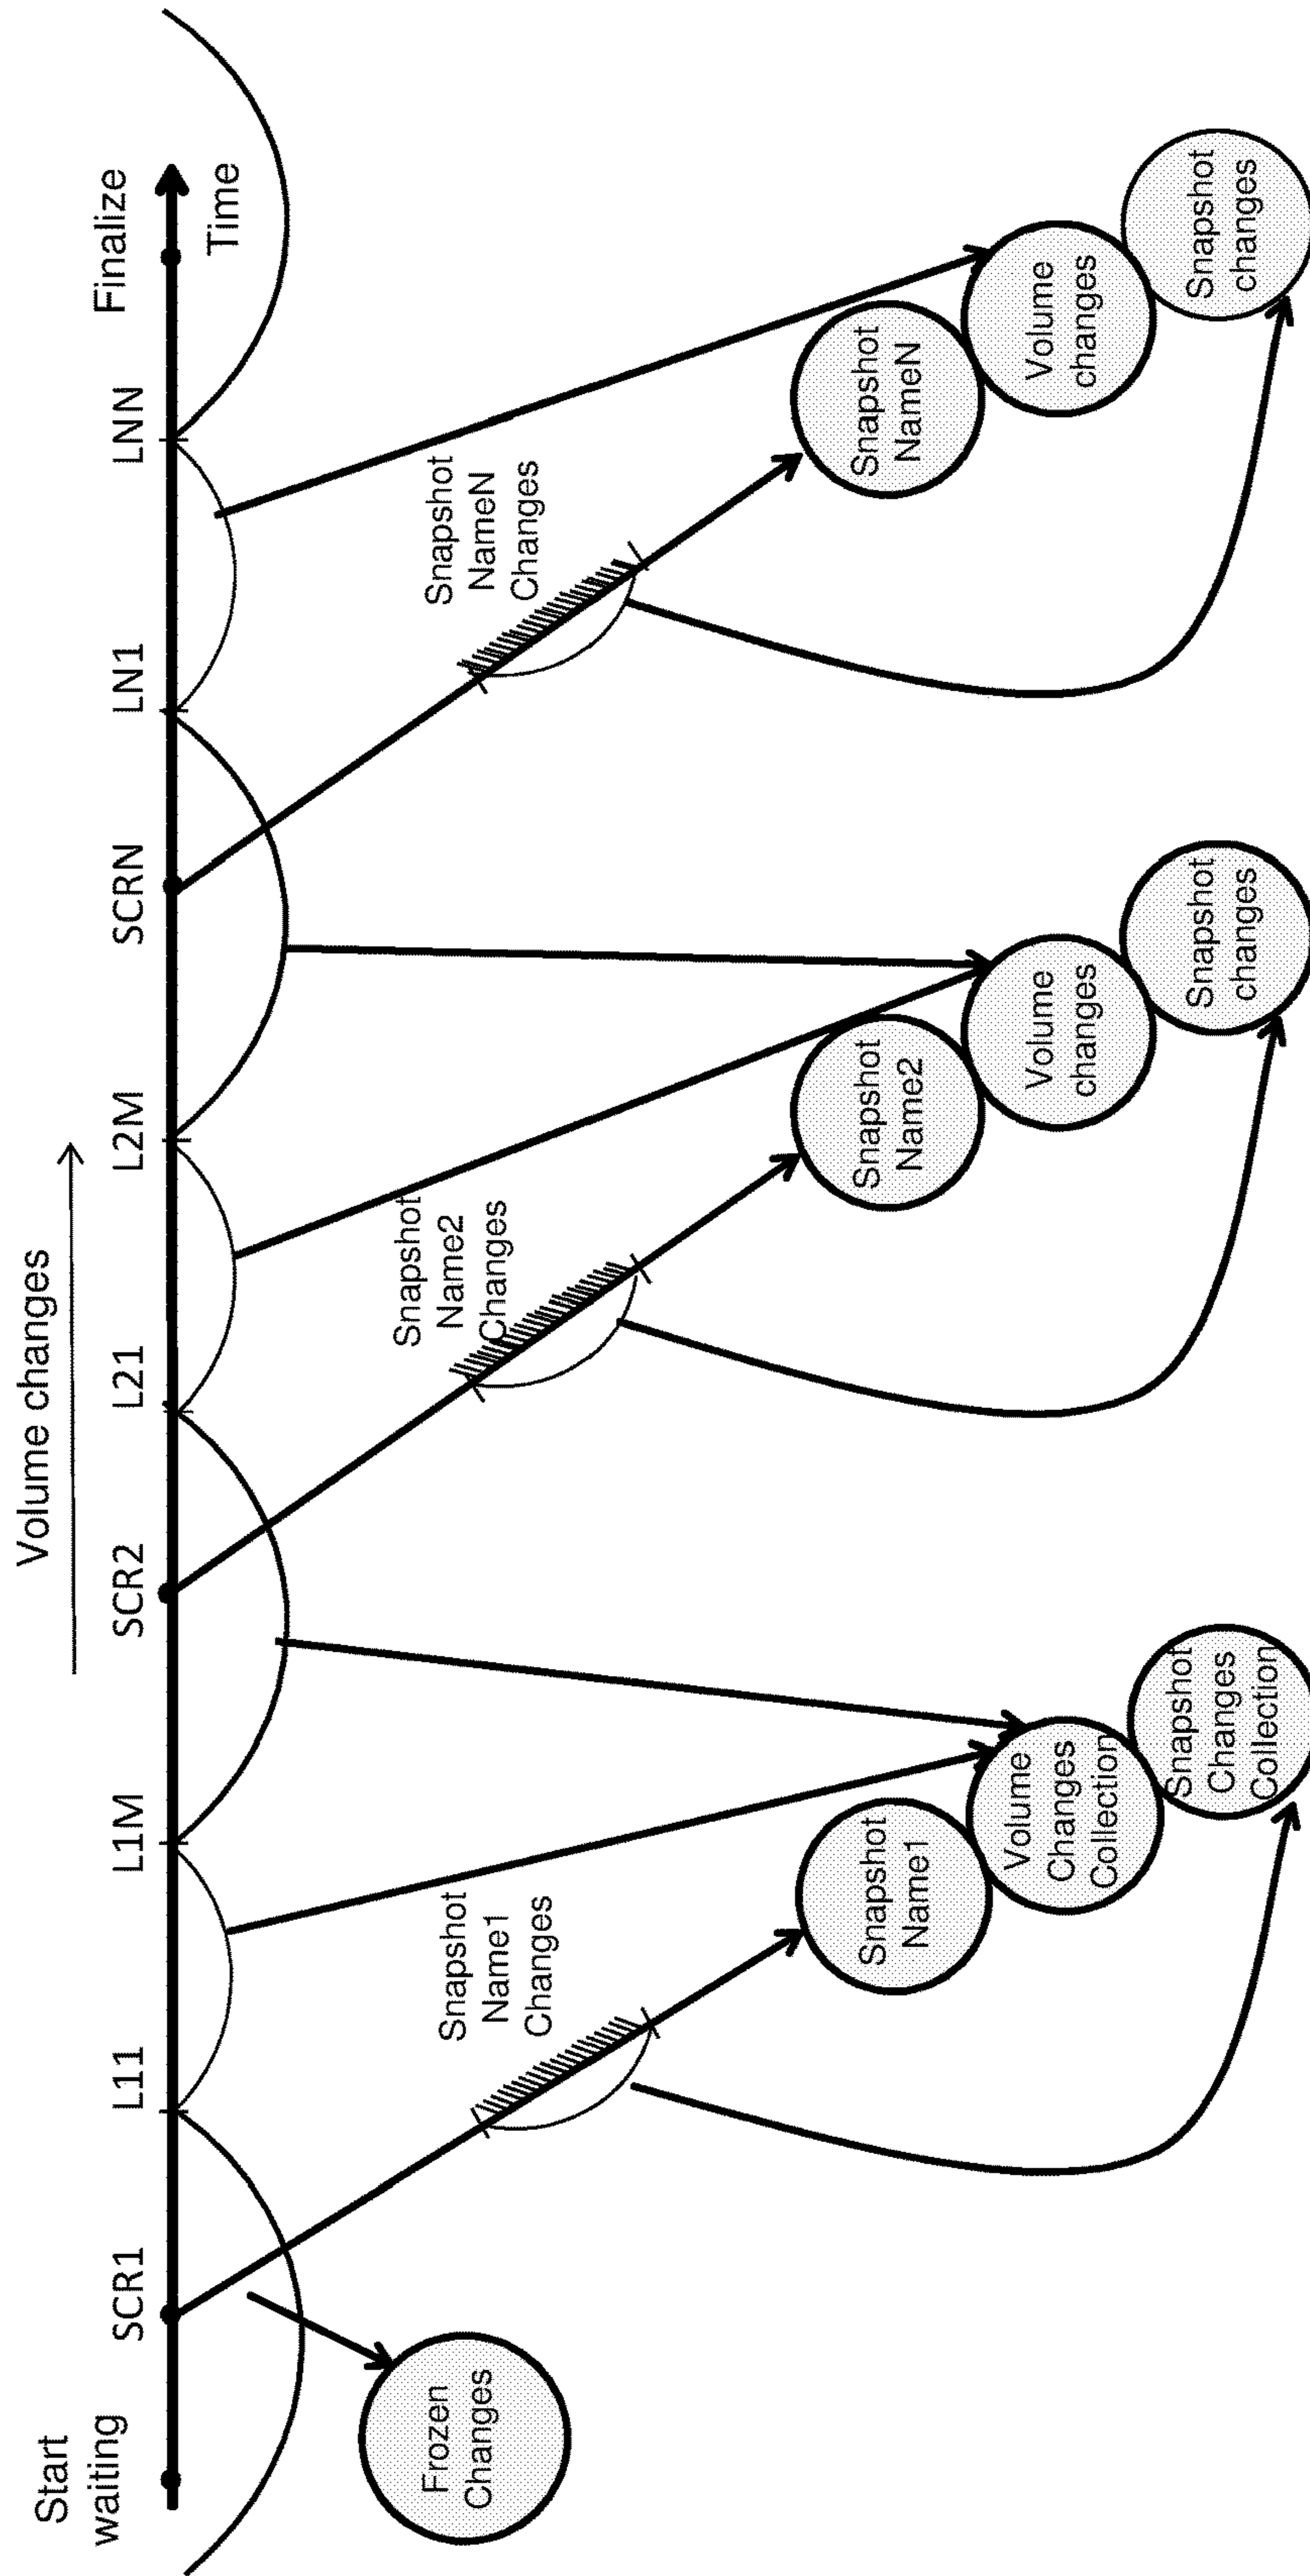 Volume changes
Start
waiting
SCR1
L11
L1M
SCR2
L21
L2M
SCRN
LN1
LNN
Finalize
Time
Snapshot
Name1
Changes
Snapshot
Name2
Changes
Snapshot
NameN
Changes
Frozen
Changes
Snapshot
Name1
Volume
Changes
Collection
Snapshot
Changes
Collection
Snapshot
Name2
Volume
changes
Snapshot
changes
Snapshot
NameN
Volume
changes
Snapshot
changes